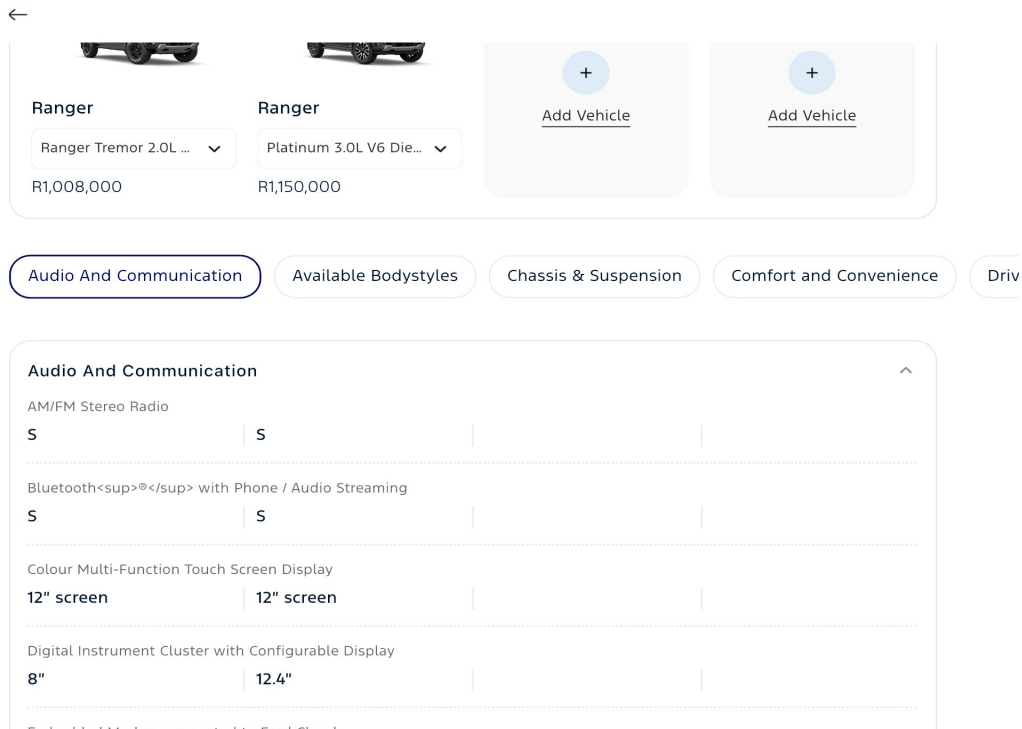 Ranger
Ranger
Add Vehicle
Add Vehicle
Ranger Tremor 2.0L ...
Platinum 3.0L V6 Die...
R1,008,000
R1,150,000
Audio And Communication
Available Bodystyles
Chassis & Suspension
Comfort and Convenience
Driv
Audio And Communication
AM/FM Stereo Radio
S
S
Bluetooth<sup>®</sup> with Phone / Audio Streaming
S
S
Colour Multi-Function Touch Screen Display
12" screen
12" screen
Digital Instrument Cluster with Configurable Display
8"
12.4"